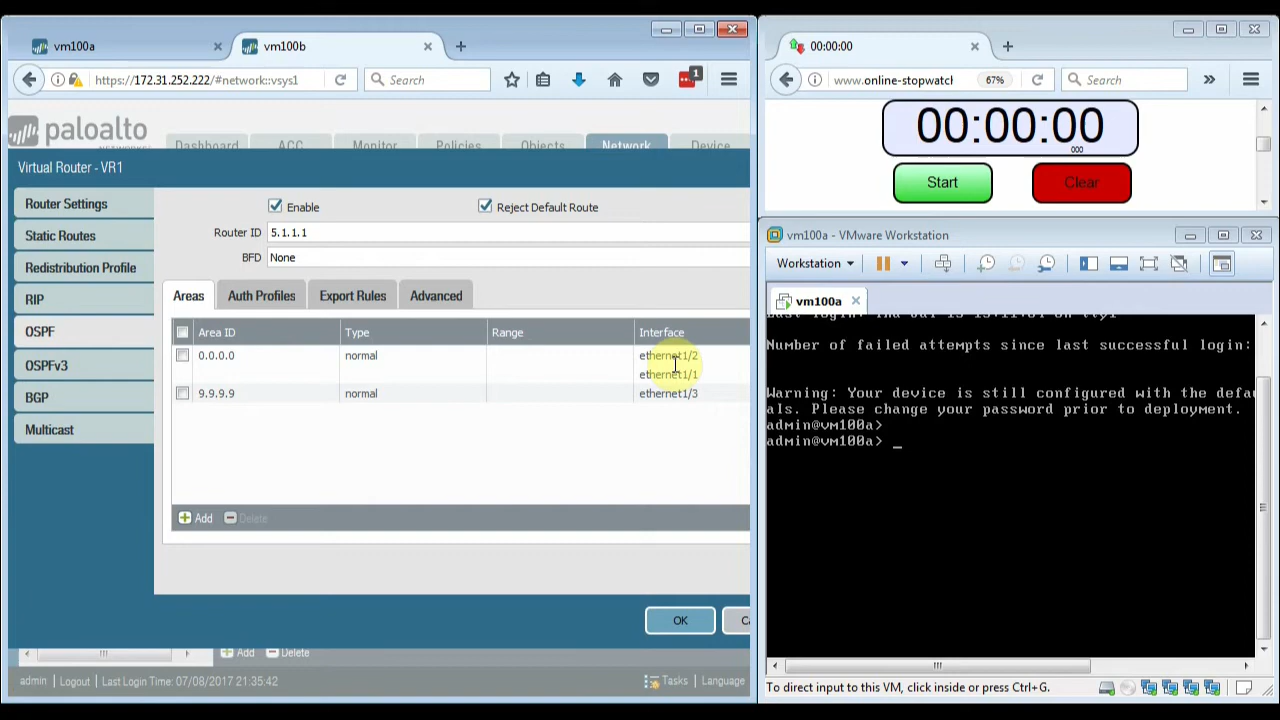 vm100a
vm100b
https://172.31.252.222/#network::vsys1
Search
1
paloalto
Dashboard
ACC
Monitor
Policies
Objects
Network
Device
Virtual Router - VR1
Router Settings
Static Routes
Redistribution Profile
RIP
OSPF
OSPFv3
BGP
Multicast
Enable
Reject Default Route
Router ID
5.1.1.1
BFD
None
Areas
Auth Profiles
Export Rules
Advanced
Area ID
Type
Range
Interface
0.0.0.0
normal
ethernet1/2
ethernet1/1
9.9.9.9
normal
ethernet1/3
Add
Delete
OK
Ca
Add
Delete
admin
Logout
Last Login Time: 07/08/2017 21:35:42
Tasks
Language
00:00:00
www.online-stopwatch
67%
Search
00:00:00
000
Start
Clear
vm100a - VMware Workstation
Workstation
vm100a
Number of failed attempts since last successful login:
Warning: Your device is still configured with the defau
als. Please change your password prior to deployment.
admin@vm100a>
admin@vm100a> _
To direct input to this VM, click inside or press Ctrl+G.